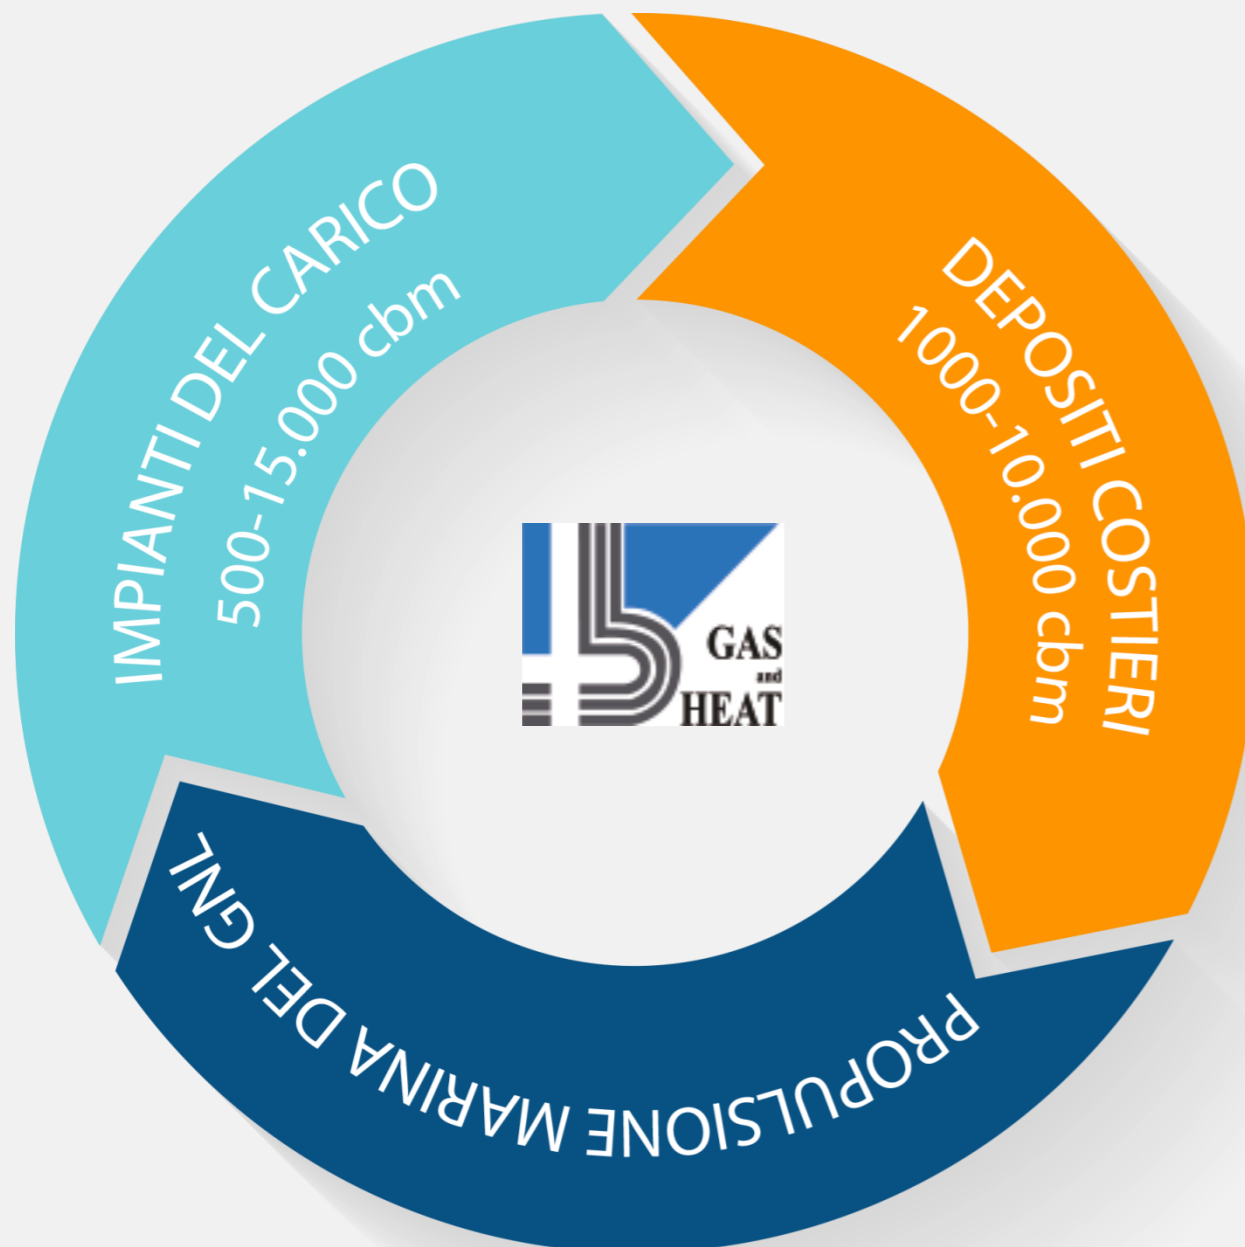 IMPIANTI DEL CARICO
500-15.000 cbm
DEPOSITI COSTIERI
1000-10.000 cbm
PROPULSIONE MARINA DEL GNL
GAS
and
HEAT